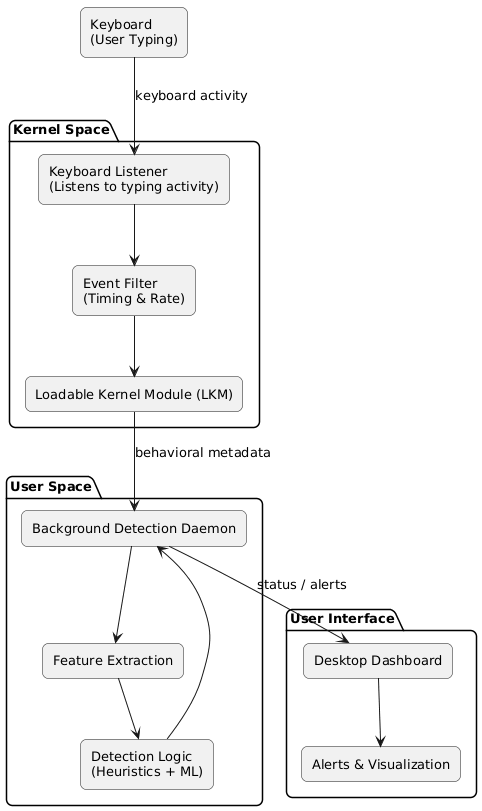 Keyboard
(User Typing)
keyboard activity
Kernel Space
Keyboard Listener
(Listens to typing activity)
Event Filter
(Timing & Rate)
Loadable Kernel Module (LKM)
behavioral metadata
User Space
Background Detection Daemon
status / alerts
User Interface
Feature Extraction
Desktop Dashboard
Detection Logic
(Heuristics + ML)
Alerts & Visualization